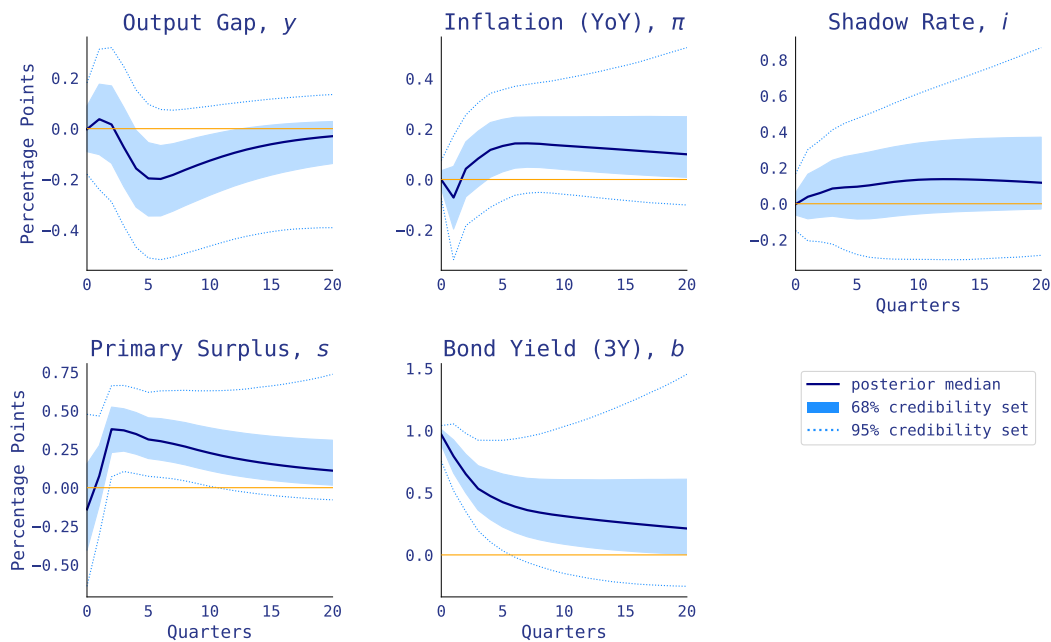 Output Gap, y
Percentage Points
0.2
0.0
−0.2
−0.4
0 5 10 15 20
Inflation (YoY), π
0.4
0.2
0.0
−0.2
0 5 10 15 20
Shadow Rate, i
0.8
0.6
0.4
0.2
0.0
−0.2
0 5 10 15 20
Quarters
Primary Surplus, s
Percentage Points
0.75
0.50
0.25
0.00
−0.25
−0.50
0 5 10 15 20
Quarters
Bond Yield (3Y), b
1.5
1.0
0.5
0.0
0 5 10 15 20
Quarters
posterior median
68% credibility set
95% credibility set